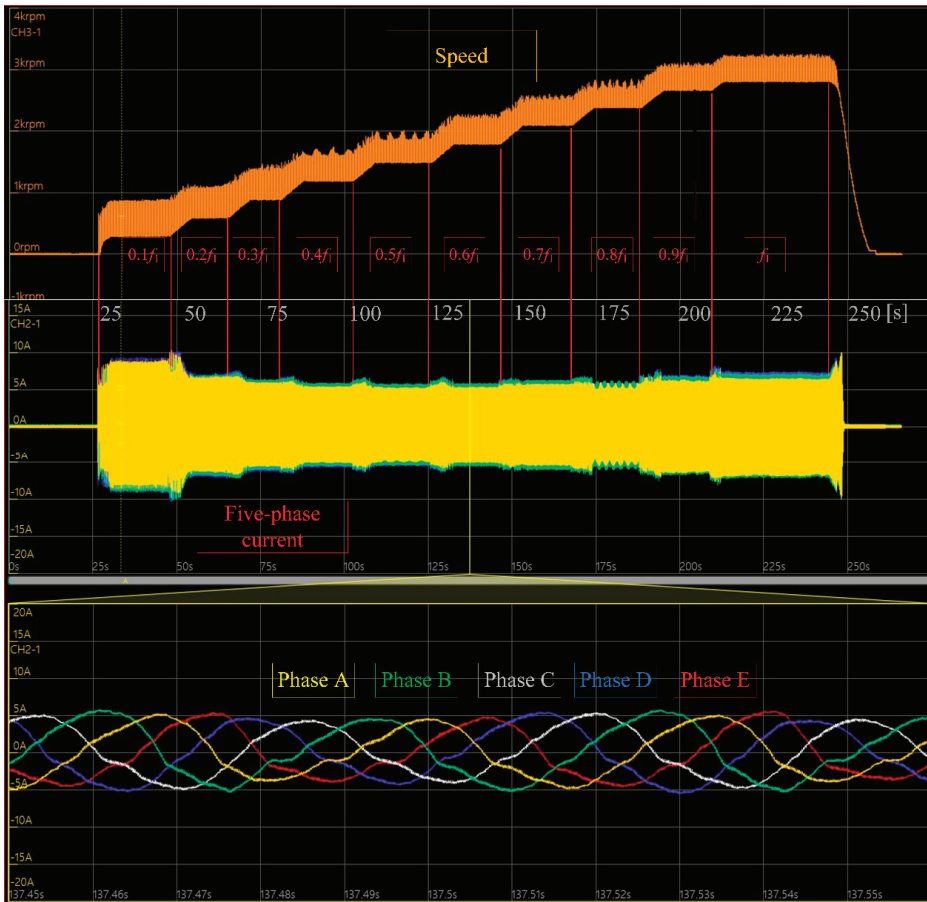 4krpm
CH3-1
Speed
3krpm
2krpm
1krpm
0rpm
0.1f₁ 0.2f₁ 0.3f₁ 0.4f₁ 0.5f₁ 0.6f₁ 0.7f₁ 0.8f₁ 0.9f₁ f₁
-1krpm
15A
25 50 75 100 125 150 175 200 225 250 [s]
CH2-1
10A
5A
0A
-5A
-10A
Five-phase
current
-15A
-20A
0s 25s 50s 75s 100s 125s 150s 175s 200s 225s 250s
20A
15A
CH2-1
Phase A Phase B Phase C Phase D Phase E
10A
5A
0A
-5A
-10A
-15A
-20A
137.45s 137.46s 137.47s 137.48s 137.49s 137.5s 137.51s 137.52s 137.53s 137.54s 137.55s